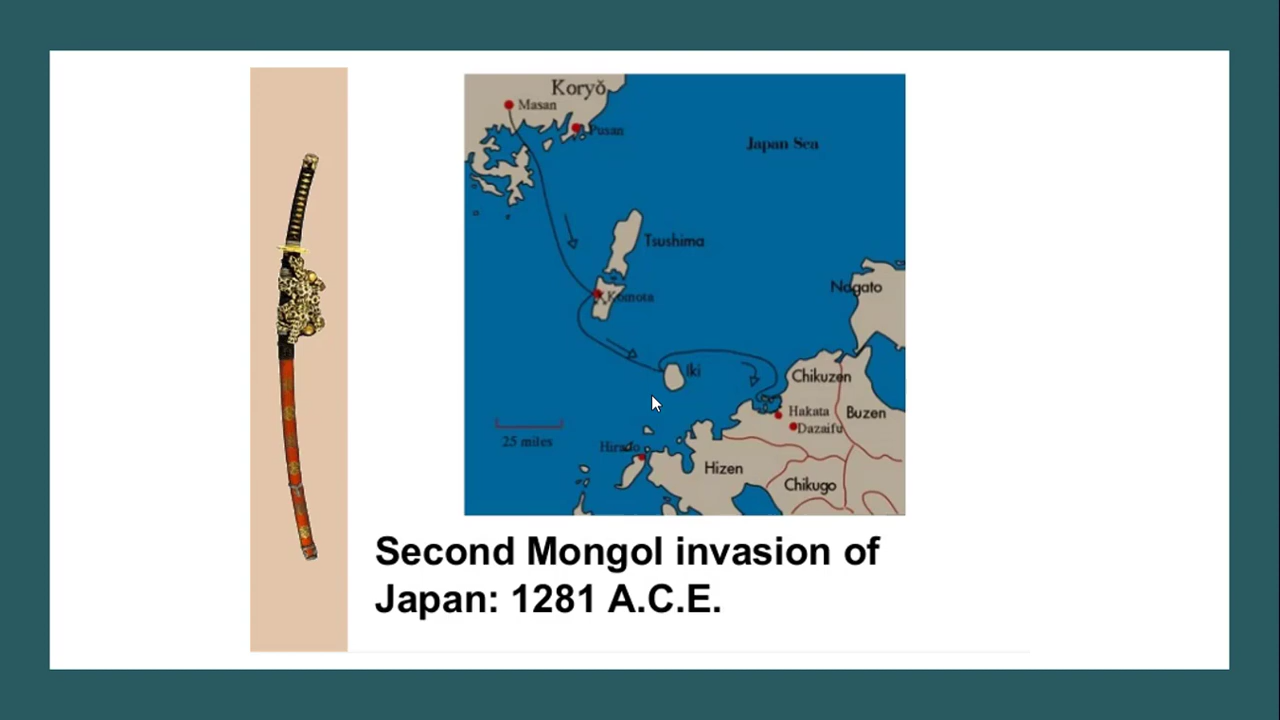 Koryŏ
Masan
Pusan
Japan Sea
Tsushima
Komota
Nagato
Iki
Chikuzen
Hakata
Buzen
Dazaifu
25 miles
Hirado
Hizen
Chikugo
Second Mongol invasion of
Japan: 1281 A.C.E.